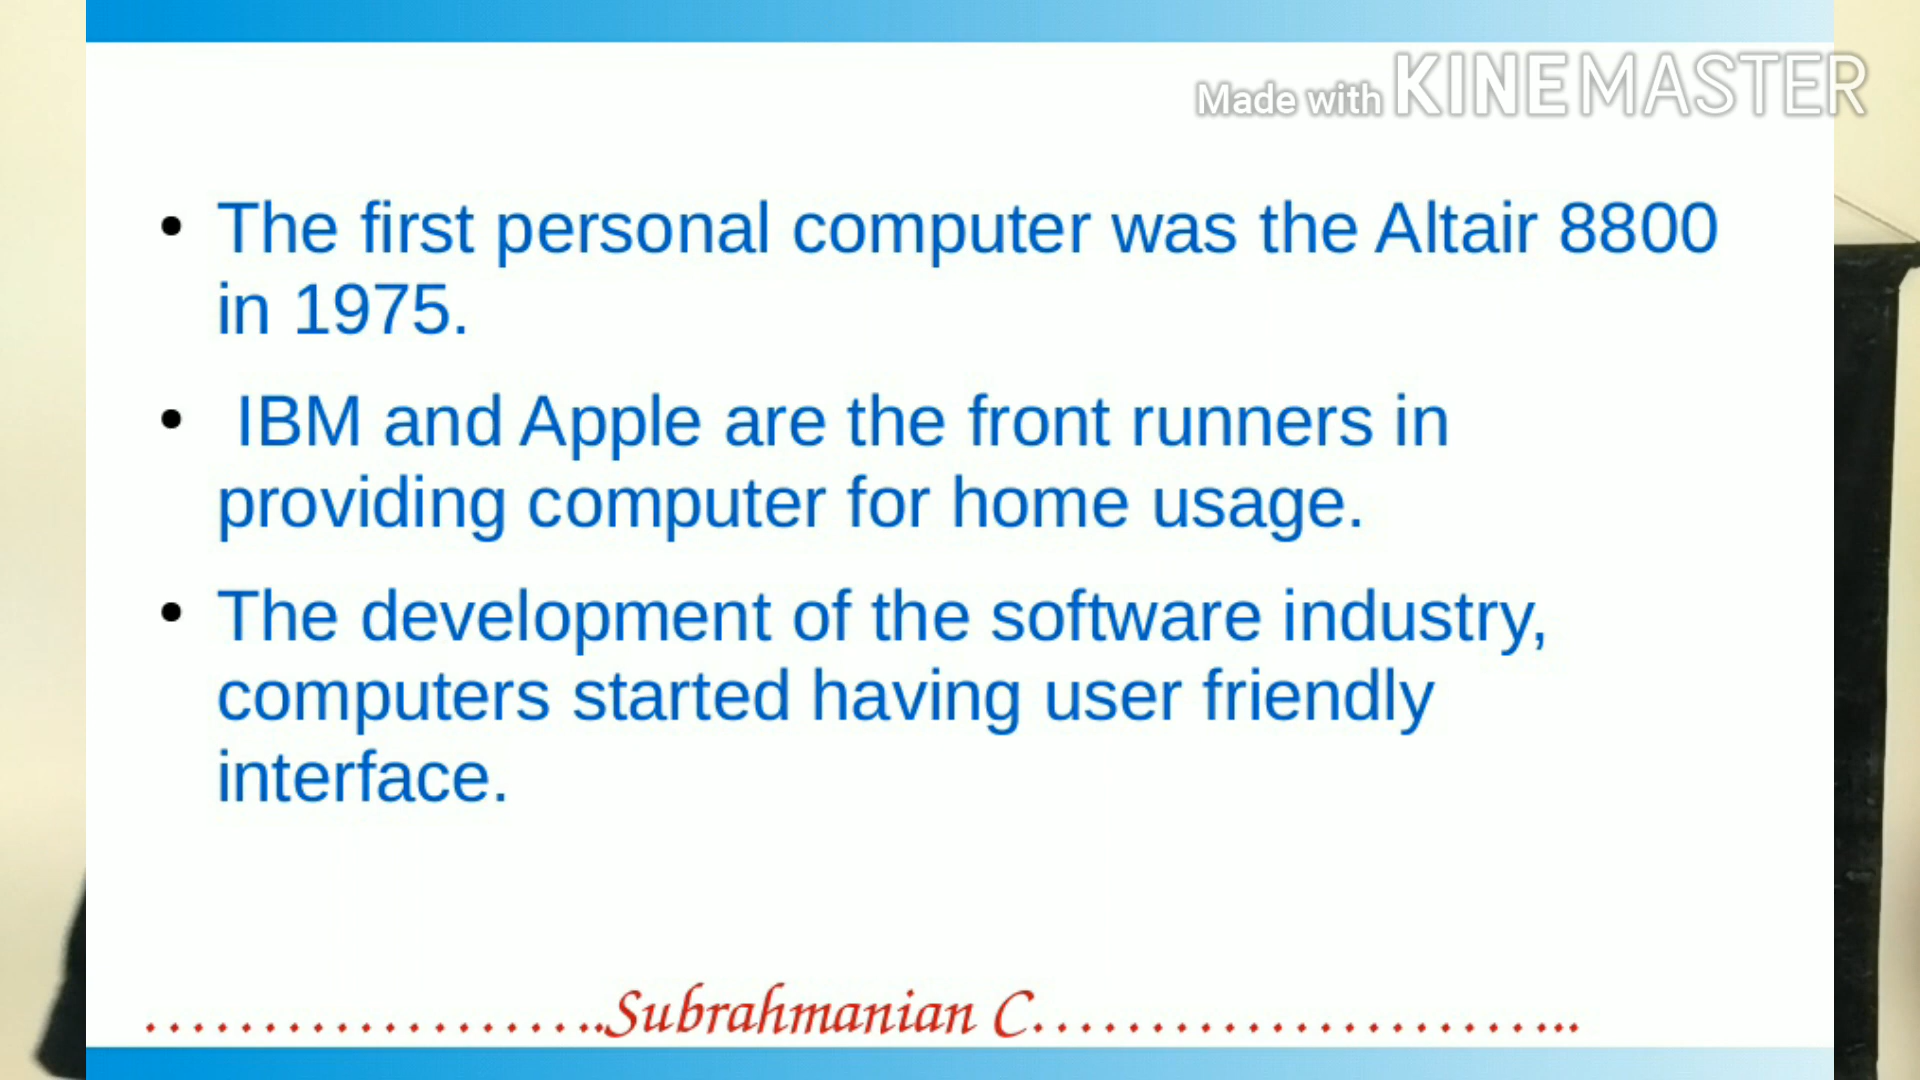 Made with KINEMASTER
• The first personal computer was the Altair 8800
in 1975.
• IBM and Apple are the front runners in
providing computer for home usage.
• The development of the software industry,
computers started having user friendly
interface.
....................Subrahmanian C.........................